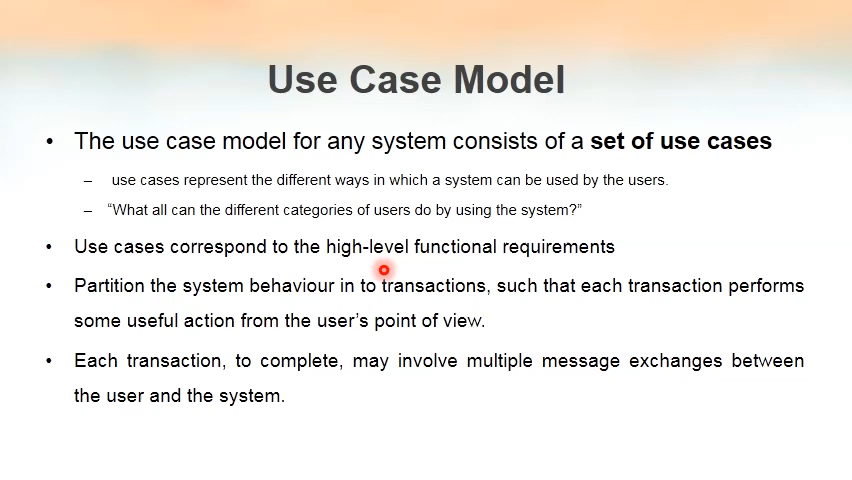 Use Case Model
• The use case model for any system consists of a set of use cases
– use cases represent the different ways in which a system can be used by the users.
– “What all can the different categories of users do by using the system?”
• Use cases correspond to the high-level functional requirements
• Partition the system behaviour in to transactions, such that each transaction performs
some useful action from the user’s point of view.
• Each transaction, to complete, may involve multiple message exchanges between
the user and the system.